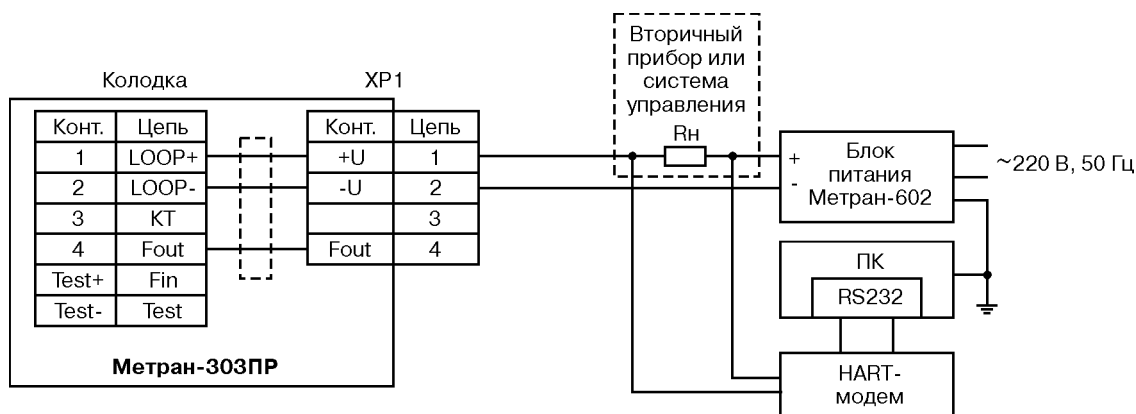 Колодка
Конт. Цепь
1 LOOP+
2 LOOP-
3 КТ
4 Fout
Test+ Fin
Test- Test
Метран-303ПР
XP1
Конт. Цепь
+U 1
-U 2
3
Fout 4
Вторичный
прибор или
система
управления
Rн
+
-
Блок
питания
Метран-602
~220 В, 50 Гц
ПК
RS232
HART-
модем